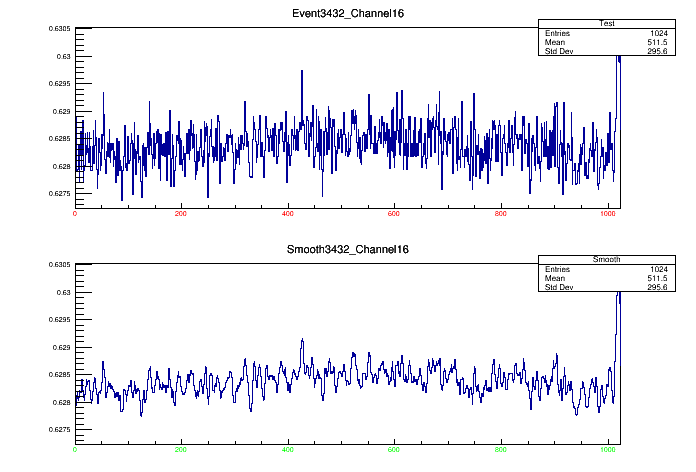 Event3432_Channel16
Test
Entries 1024
Mean 511.5
Std Dev 295.6
0.6305
0.63
0.6295
0.629
0.6285
0.628
0.6275
0 200 400 600 800 1000
Smooth3432_Channel16
Smooth
Entries 1024
Mean 511.5
Std Dev 295.6
0.6305
0.63
0.6295
0.629
0.6285
0.628
0.6275
0 200 400 600 800 1000